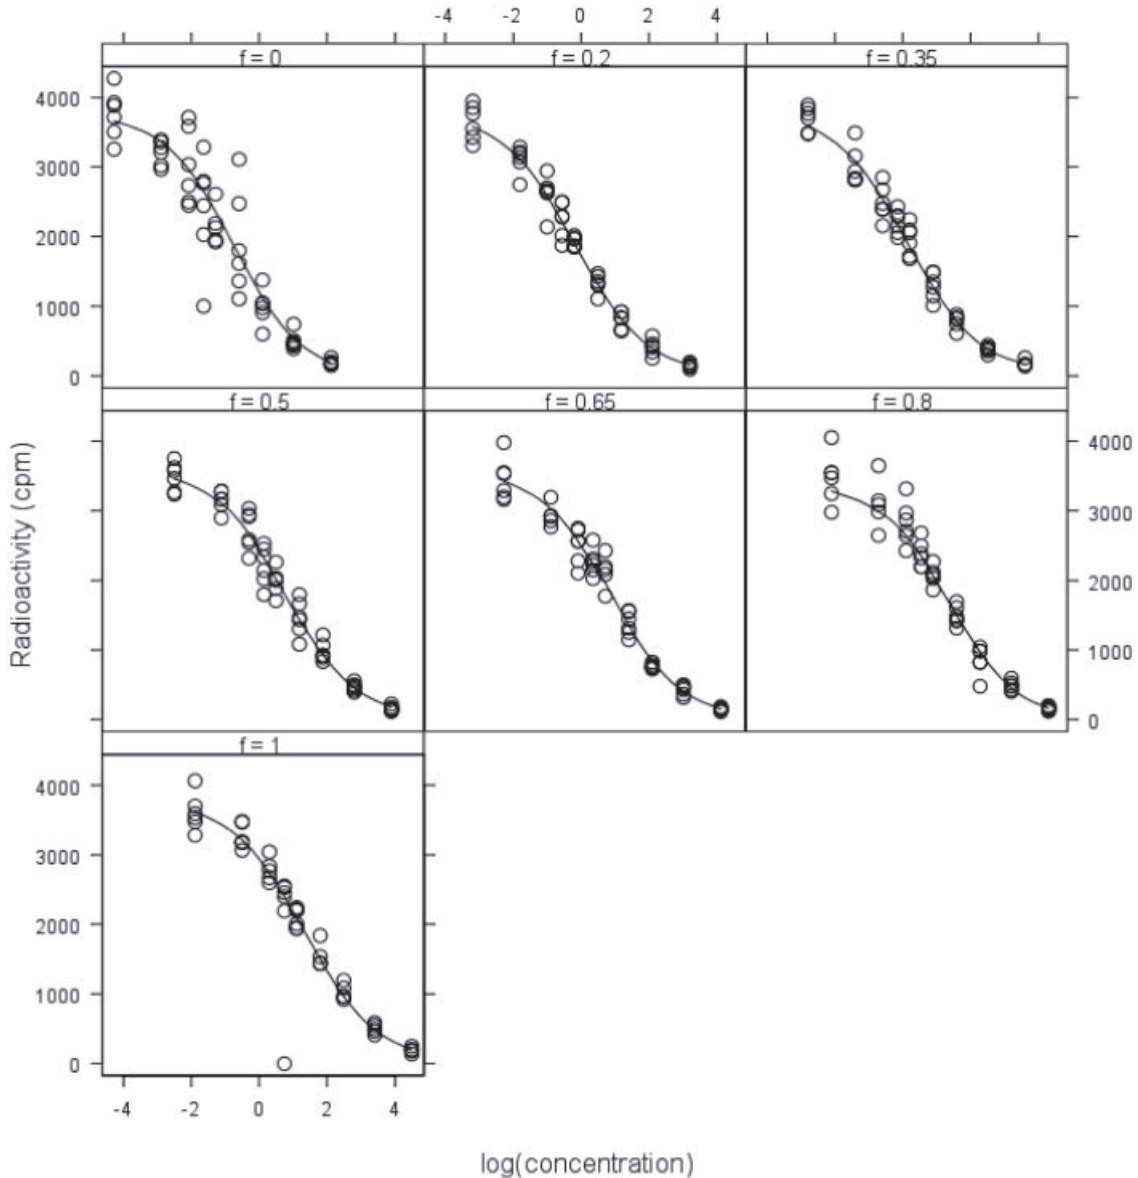 -4 -2 0 2 4
f = 0 f = 0.2 f = 0.35
4000
3000
2000
1000
0
f = 0.5 f = 0.65 f = 0.8
4000
3000
2000
1000
0
Radioactivity (cpm)
f = 1
4000
3000
2000
1000
0
-4 -2 0 2 4
log(concentration)